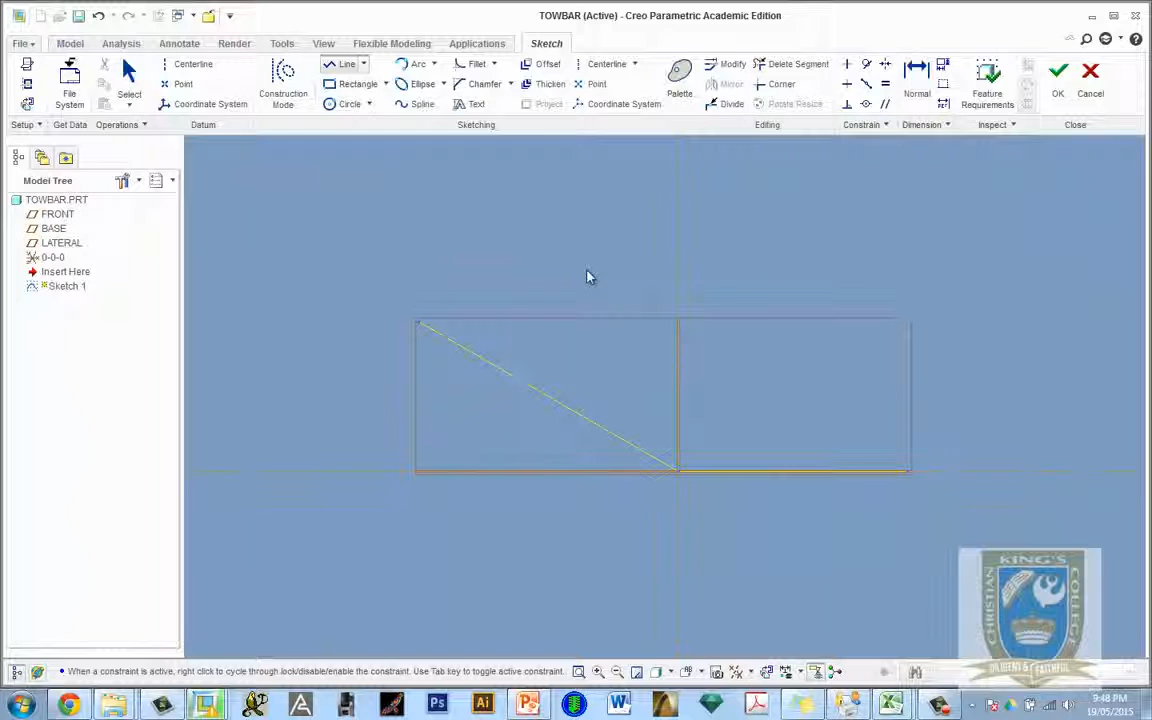 TOWBAR (Active) - Creo Parametric Academic Edition
File Model Analysis Annotate Render Tools View Flexible Modeling Applications Sketch
Centerline Line Arc Fillet Offset Centerline Modify Delete Segment
Point Rectangle Ellipse Chamfer Thicken Point Mirror Corner
Coordinate System Circle Spline Text Project Coordinate System Divide Rotate Resize
File System Select Construction Mode Palette Normal Feature Requirements OK Cancel
Setup Get Data Operations Datum Sketching Editing Constrain Dimension Inspect Close
Model Tree
TOWBAR.PRT
FRONT
BASE
LATERAL
0-0-0
Insert Here
Sketch 1
KING'S
CHRISTIAN
COLLEGE
DILIGENT & FAITHFUL
When a constraint is active, right click to cycle through lock/disable/enable the constraint. Use Tab key to toggle active constraint.
Ps Ai
9:48 PM
19/05/2015